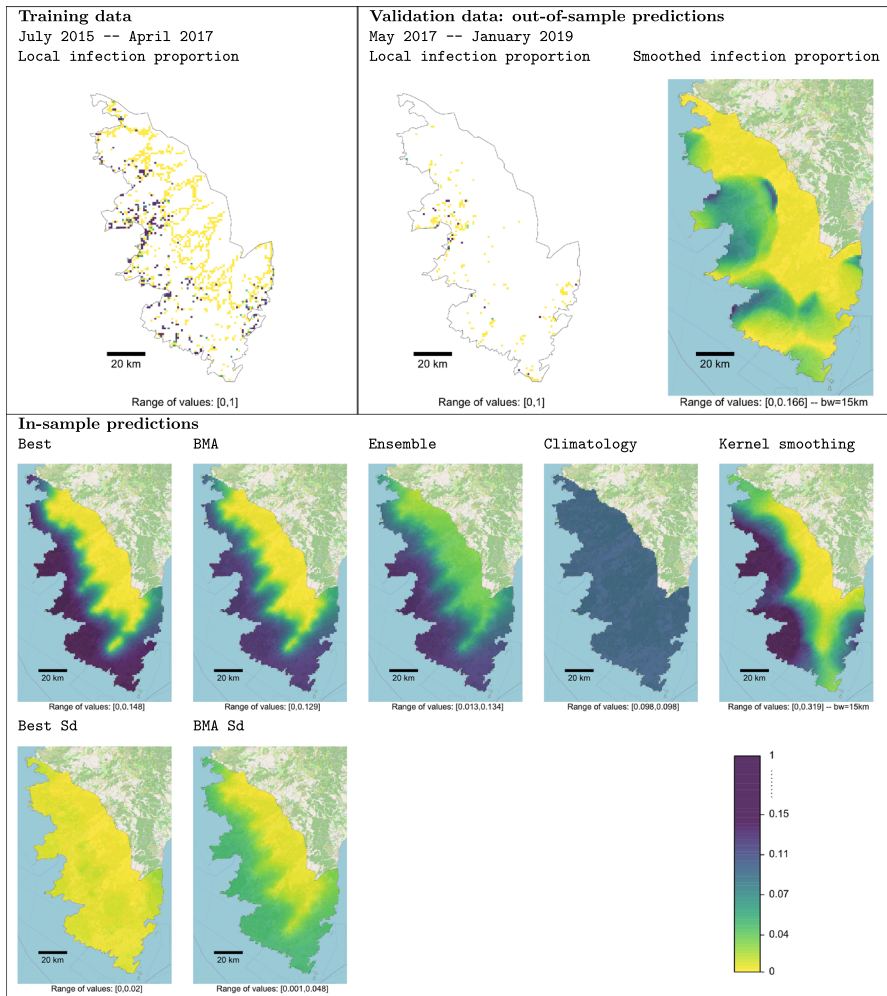 Training data
July 2015 -- April 2017
Local infection proportion
20 km
Range of values: [0,1]
Validation data: out-of-sample predictions
May 2017 -- January 2019
Local infection proportion
Smoothed infection proportion
20 km
20 km
Range of values: [0,1]
Range of values: [0,0.166] -- bw=15km
In-sample predictions
Best
BMA
Ensemble
Climatology
Kernel smoothing
20 km
20 km
20 km
20 km
20 km
Range of values: [0,0.148]
Range of values: [0,0.129]
Range of values: [0.013,0.134]
Range of values: [0.098,0.098]
Range of values: [0,0.319] -- bw=15km
Best Sd
BMA Sd
20 km
20 km
Range of values: [0,0.02]
Range of values: [0.001,0.048]
1
0.15
0.11
0.07
0.04
0